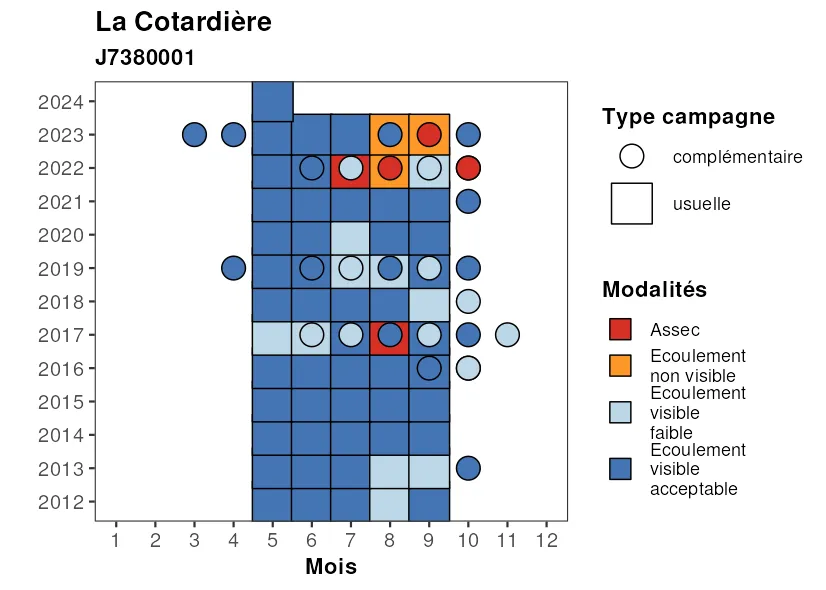 La Cotardière
J7380001
2024
2023
2022
2021
2020
2019
2018
2017
2016
2015
2014
2013
2012
1 2 3 4 5 6 7 8 9 10 11 12
Mois
Type campagne
complémentaire
usuelle
Modalités
Assec
Ecoulement
non visible
Ecoulement
visible
faible
Ecoulement
visible
acceptable